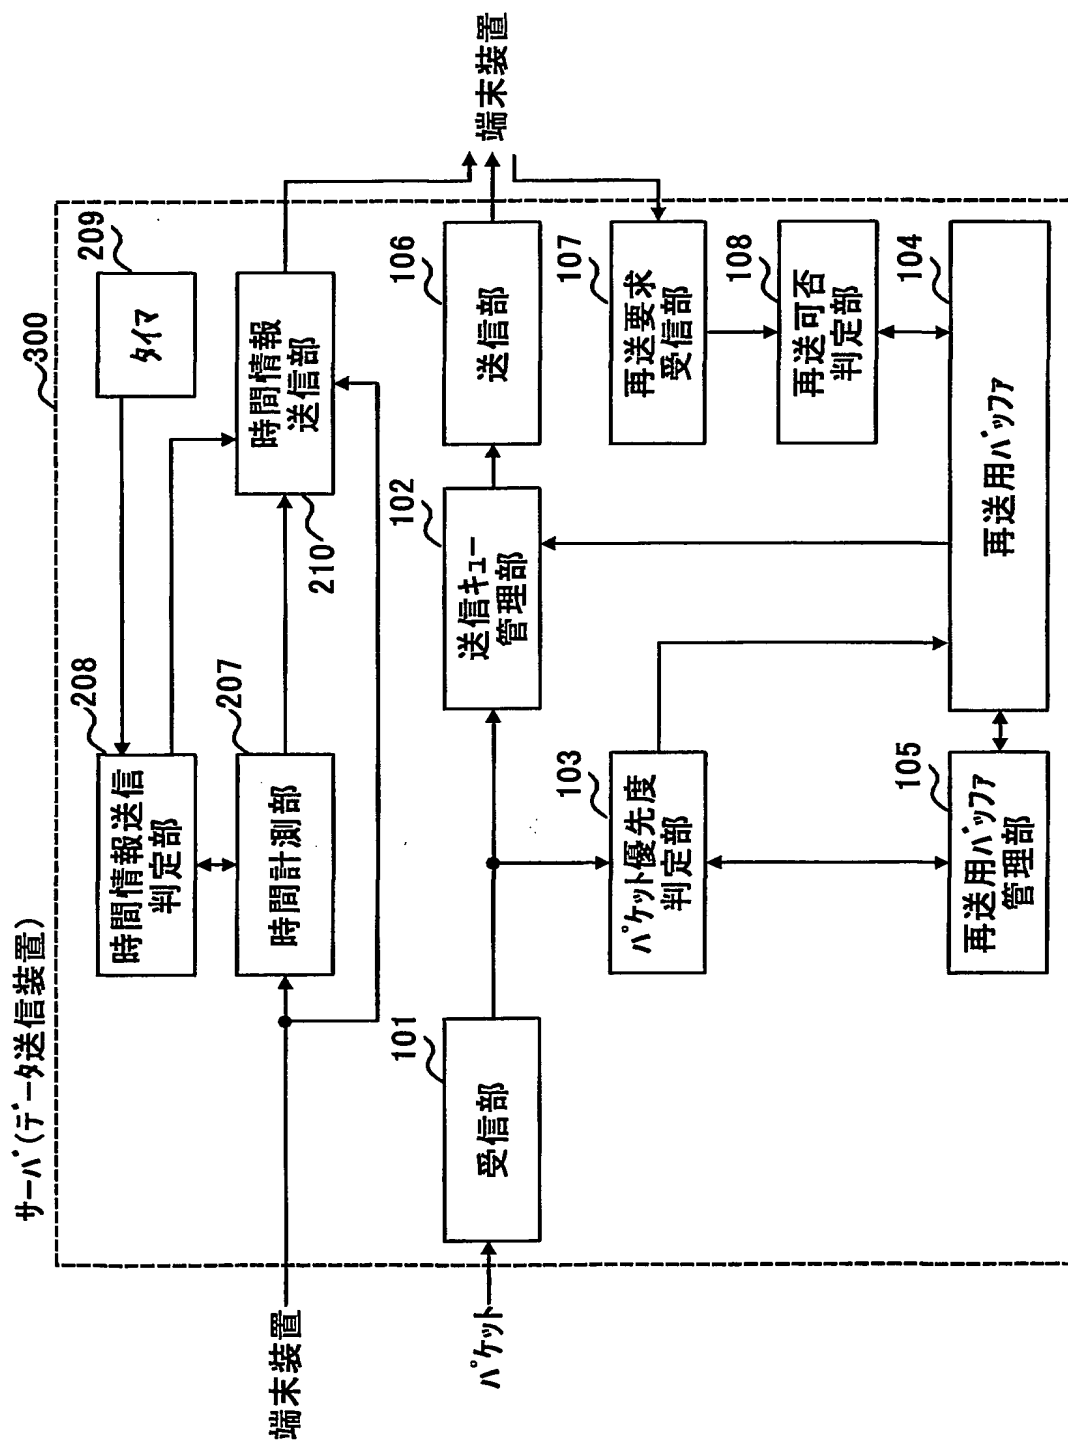 サーバ(データ送信装置)
300
端末装置
時間情報送信
判定部
208
タイマ
209
時間計測部
207
時間情報
送信部
210
端末装置
パケット
受信部
101
送信キュー
管理部
102
送信部
106
パケット優先度
判定部
103
再送要求
受信部
107
再送可否
判定部
108
再送用バッファ
管理部
105
再送用バッファ
104